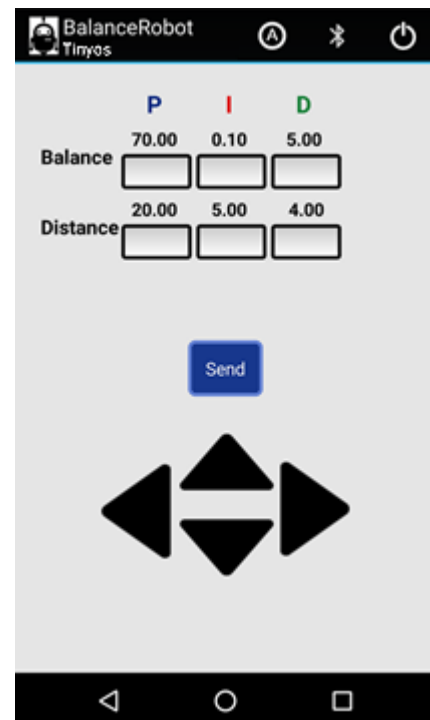 BalanceRobot
Tinyos
A
P I D
70.00 0.10 5.00
Balance
20.00 5.00 4.00
Distance
Send